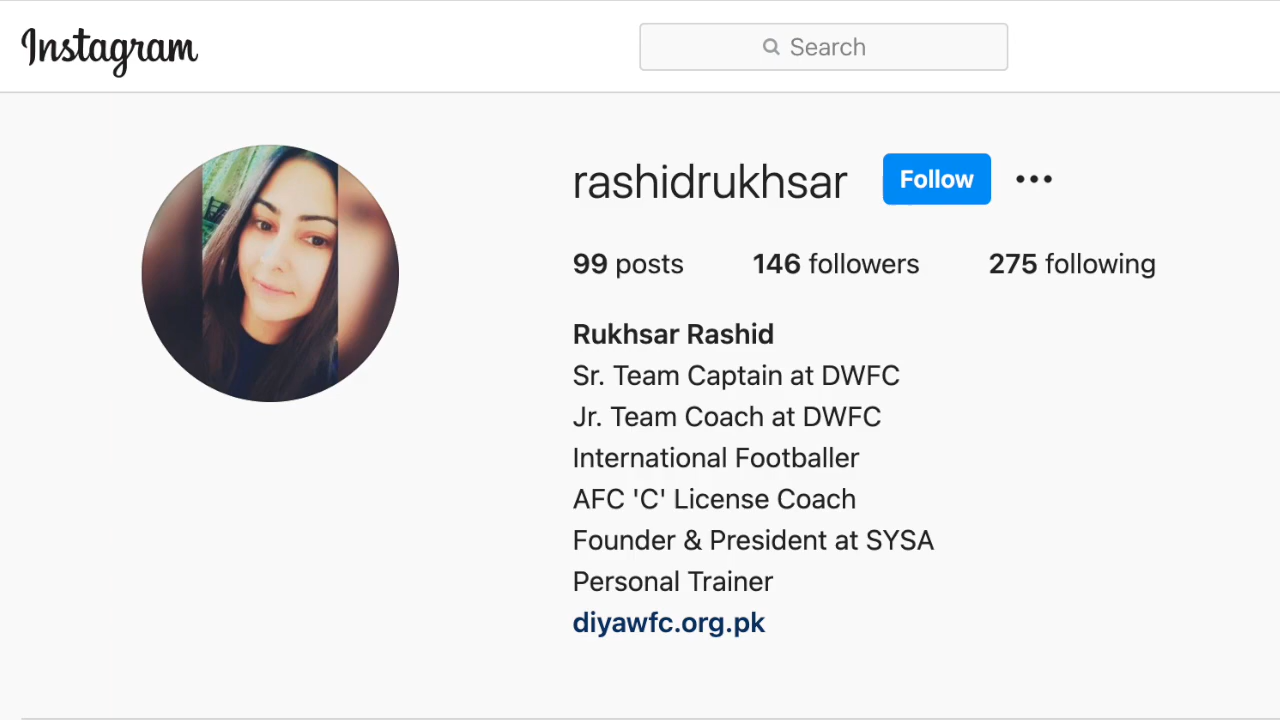 Instagram
Search
rashidrukhsar Follow
99 posts 146 followers 275 following
Rukhsar Rashid
Sr. Team Captain at DWFC
Jr. Team Coach at DWFC
International Footballer
AFC 'C' License Coach
Founder & President at SYSA
Personal Trainer
diyawfc.org.pk